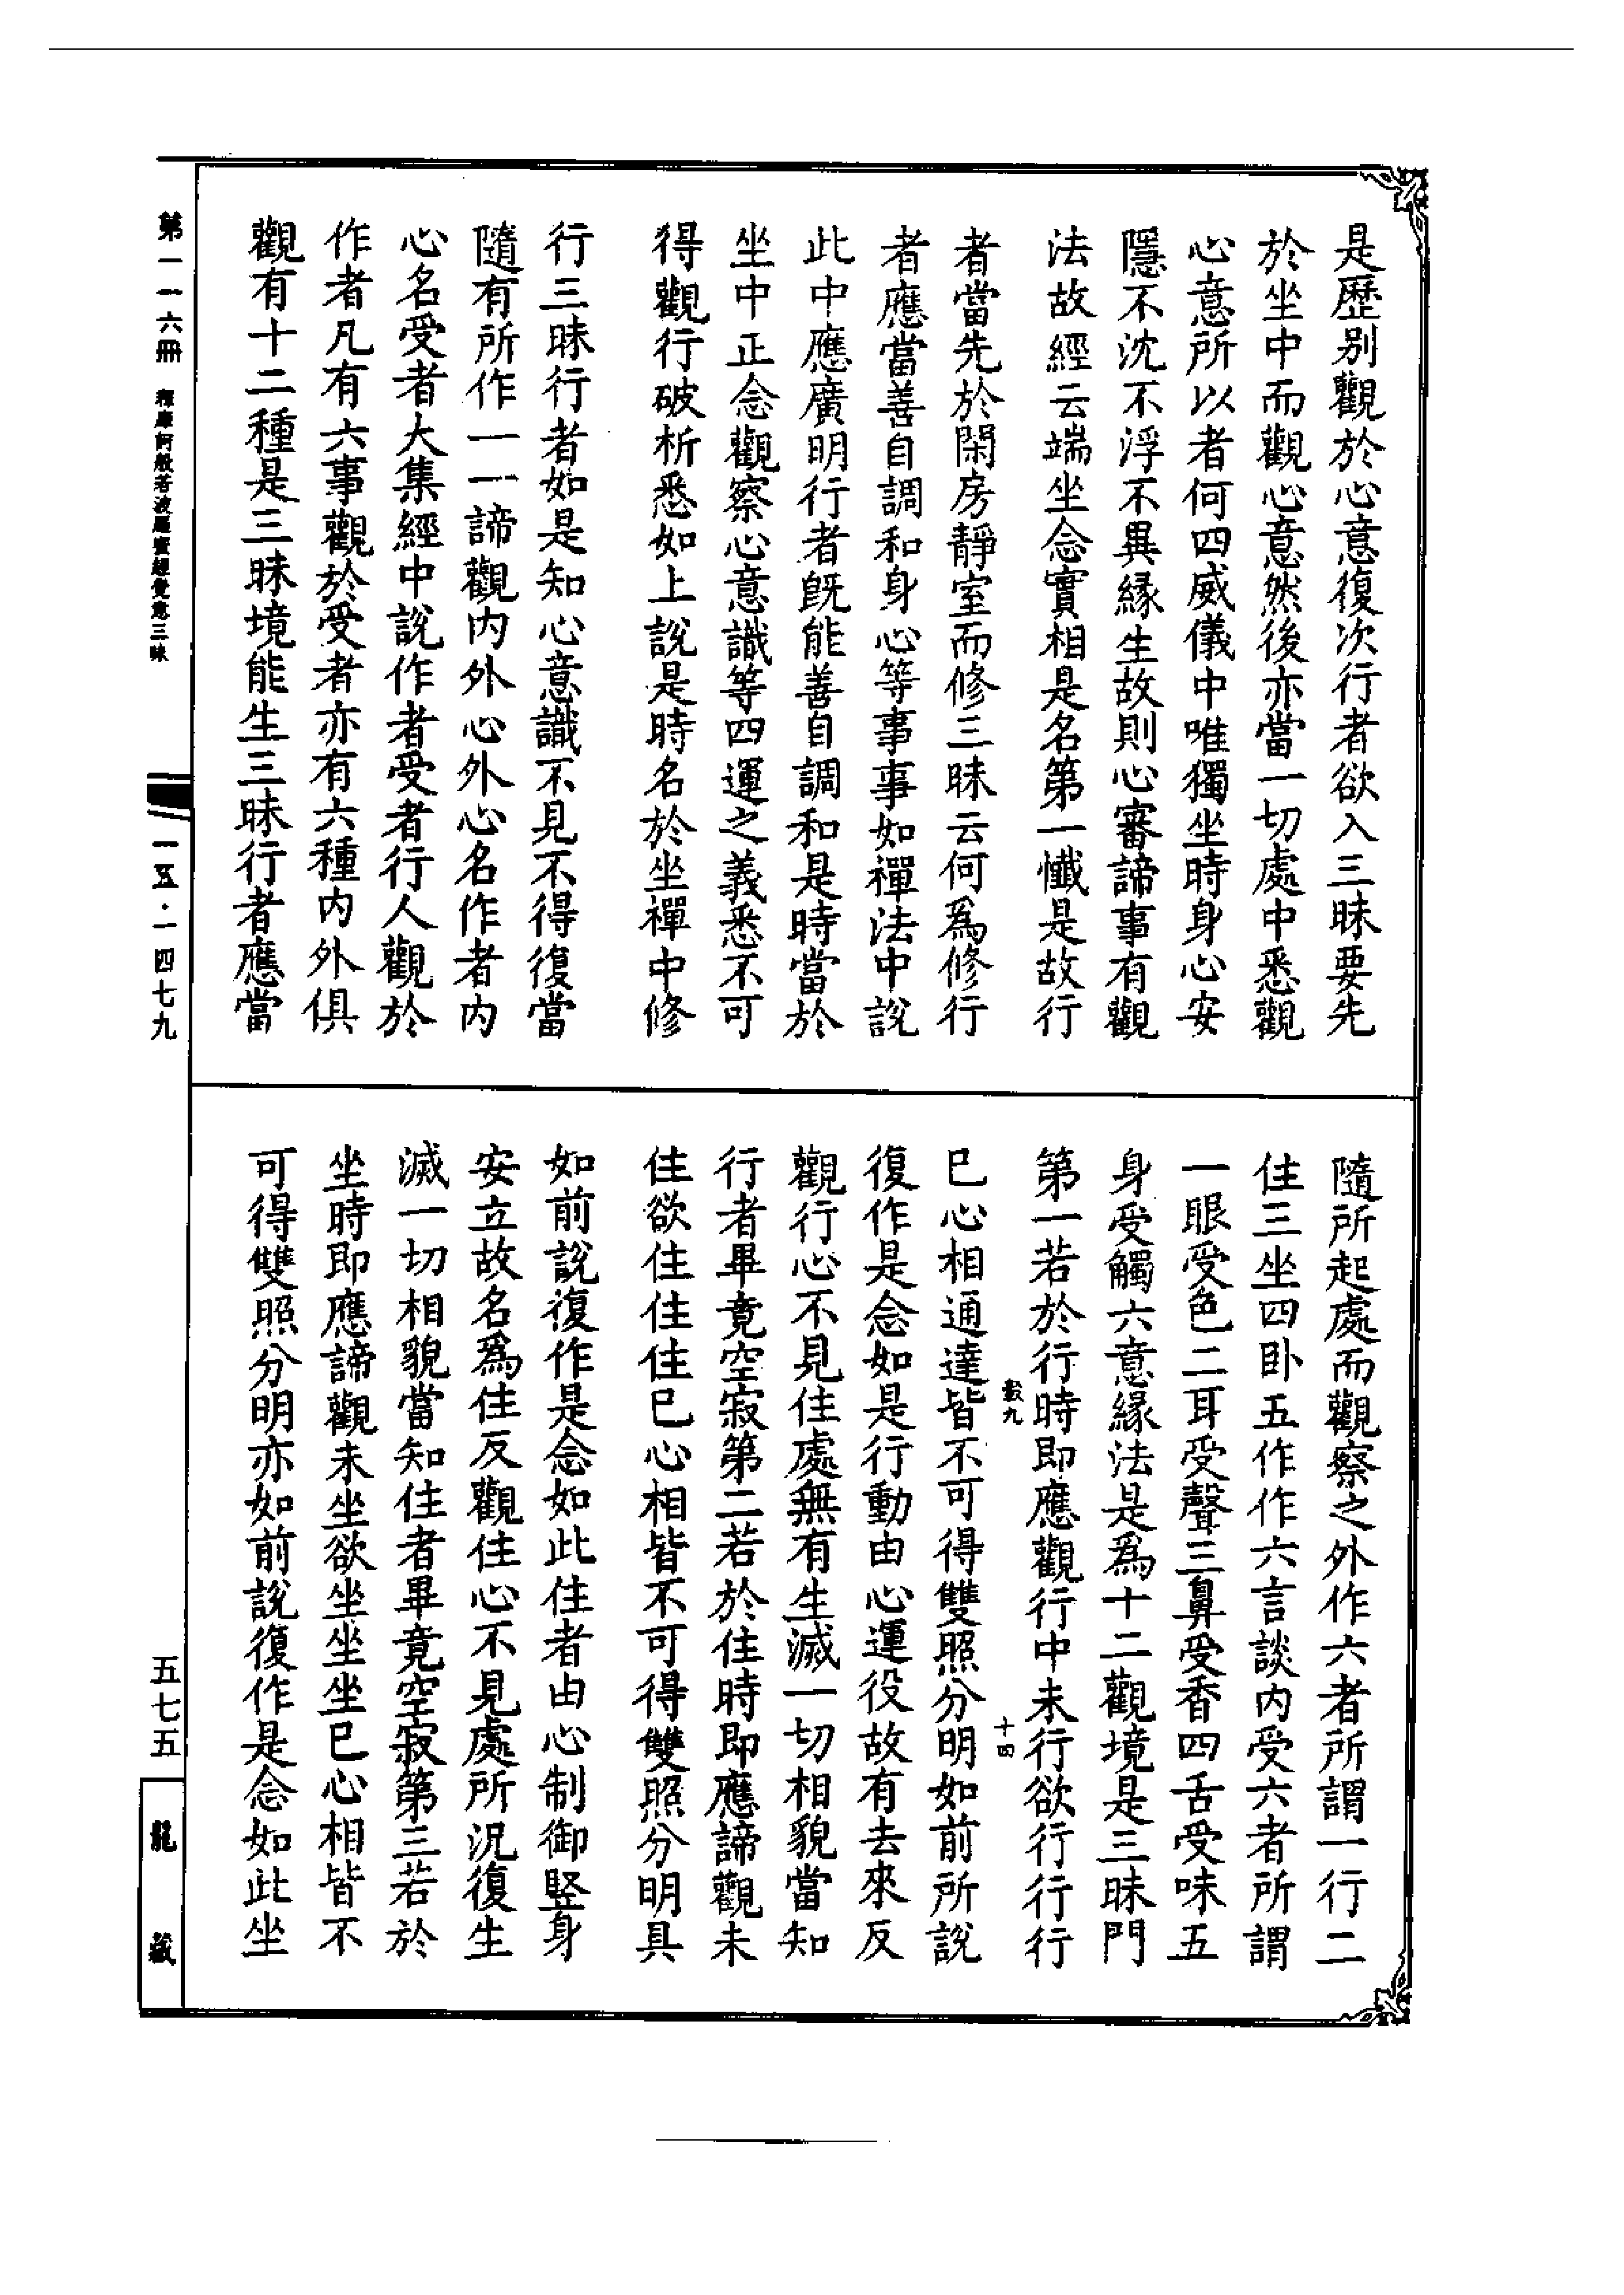 是歷别觀於心意復次行者欲入三昧要先
於坐中而觀心意然後亦當一切處中悉觀
心意所以者何四威儀中唯獨坐時身心安
隱不沈不浮不異緣生故則心審諦事有觀
法故經云端坐念實相是名第一懺是故行
者當先於閑房靜室而修三昧云何爲修行
者應當善自調和身心等事事如禪法中説
此中應廣明行者旣能善自調和是時當於
坐中正念觀察心意識等四運之義悉不可
得觀行破析悉如上説是時名於坐禪中修
行三昧行者如是知心意識不見不得復當
隨有所作一一諦觀内外心外心名作者内
心名受者大集經中説作者受者行人觀於
作者凡有六事觀於受者亦有六種内外俱
觀有十二種是三昧境能生三昧行者應當
隨所起處而觀察之外作六者所謂一行二
住三坐四卧五作作六言談内受六者所謂
一眼受色二耳受聲三鼻受香四舌受味五
身受觸六意緣法是爲十二觀境是三昧門
第一若於行時即應觀行中未行欲行行行
縠九
十四
已心相通達皆不可得雙照分明如前所説
復作是念如是行動由心運役故有去來反
觀行心不見住處無有生滅一切相貌當知
行者畢竟空寂第二若於住時即應諦觀未
住欲住住住已心相皆不可得雙照分明具
如前説復作是念如此住者由心制御竪身
安立故名爲住反觀住心不見處所況復生
滅一切相貌當知住者畢竟空寂第三若於
坐時即應諦觀未坐欲坐坐坐已心相皆不
可得雙照分明亦如前説復作是念如此坐
第一一六冊
釋摩訶般若波羅蜜經覺意三昧
一五·一四七九
五七五
龍藏